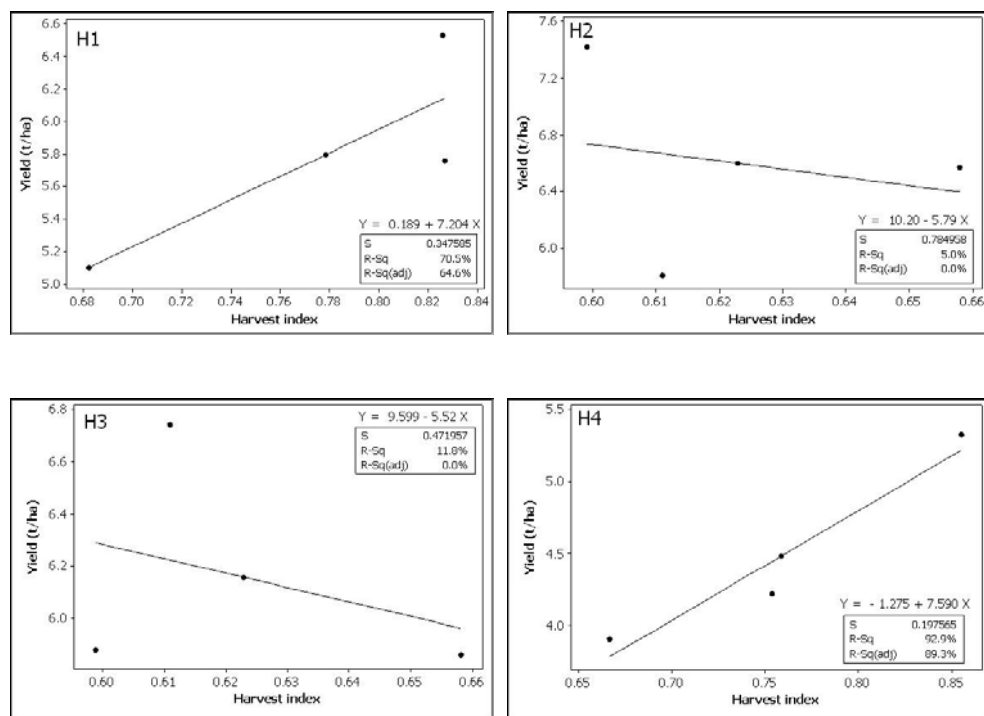 H1
Yield (t/ha)
6.6
6.4
6.2
6.0
5.8
5.6
5.4
5.2
5.0
Y = 0.189 + 7.204 X
S 0.347585
R-Sq 70.5%
R-Sq(adj) 64.6%
0.68 0.70 0.72 0.74 0.76 0.78 0.80 0.82 0.84
Harvest index
H2
Yield (t/ha)
7.6
7.2
6.8
6.4
6.0
Y = 10.20 - 5.79 X
S 0.784958
R-Sq 5.0%
R-Sq(adj) 0.0%
0.60 0.61 0.62 0.63 0.64 0.65 0.66
Harvest index
H3
Yield (t/ha)
6.8
6.6
6.4
6.2
6.0
Y = 9.599 - 5.52 X
S 0.471957
R-Sq 11.8%
R-Sq(adj) 0.0%
0.60 0.61 0.62 0.63 0.64 0.65 0.66
Harvest index
H4
Yield (t/ha)
5.5
5.0
4.5
4.0
Y = - 1.275 + 7.590 X
S 0.197565
R-Sq 92.9%
R-Sq(adj) 89.3%
0.65 0.70 0.75 0.80 0.85
Harvest index